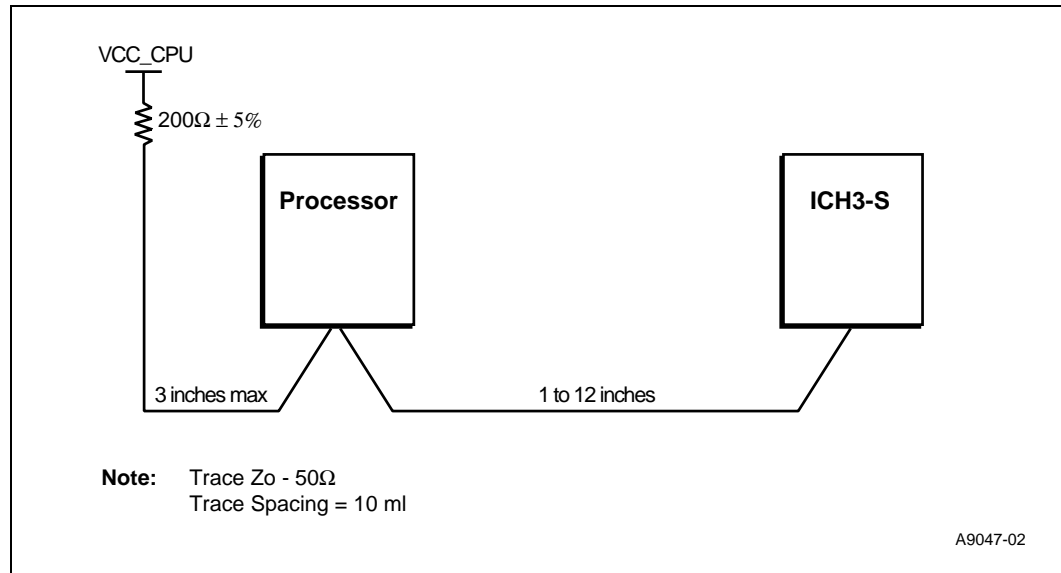 VCC_CPU
200Ω ± 5%
Processor
ICH3-S
3 inches max
1 to 12 inches
Note: Trace Zo - 50Ω
Trace Spacing = 10 ml
A9047-02